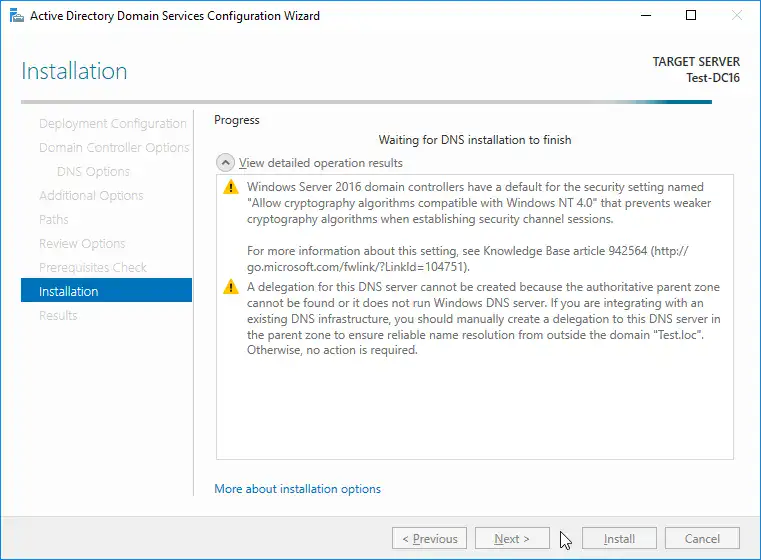 Active Directory Domain Services Configuration Wizard
Installation
TARGET SERVER
Test-DC16
Deployment Configuration
Domain Controller Options
DNS Options
Additional Options
Paths
Review Options
Prerequisites Check
Installation
Results
Progress
Waiting for DNS installation to finish
View detailed operation results
Windows Server 2016 domain controllers have a default for the security setting named
"Allow cryptography algorithms compatible with Windows NT 4.0" that prevents weaker
cryptography algorithms when establishing security channel sessions.
For more information about this setting, see Knowledge Base article 942564 (http://
go.microsoft.com/fwlink/?LinkId=104751).
A delegation for this DNS server cannot be created because the authoritative parent zone
cannot be found or it does not run Windows DNS server. If you are integrating with an
existing DNS infrastructure, you should manually create a delegation to this DNS server in
the parent zone to ensure reliable name resolution from outside the domain "Test.loc".
Otherwise, no action is required.
More about installation options
< Previous
Next >
Install
Cancel